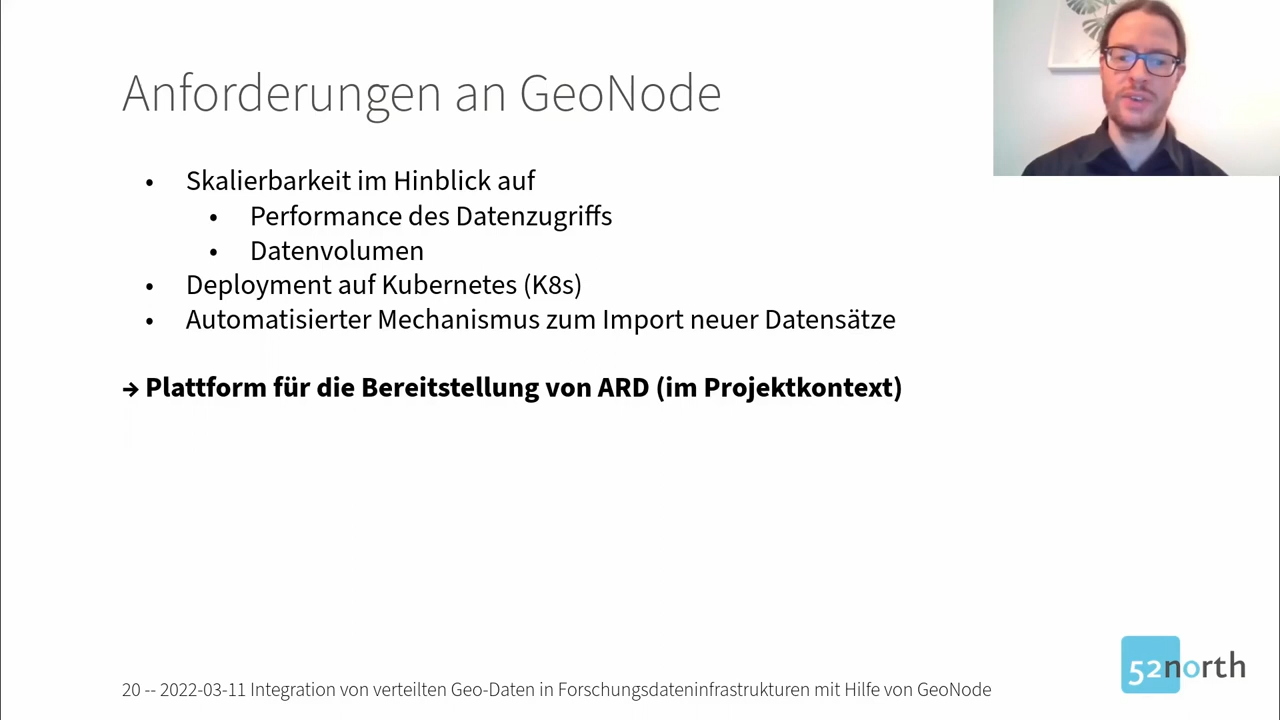 Anforderungen an GeoNode
• Skalierbarkeit im Hinblick auf
• Performance des Datenzugriffs
• Datenvolumen
• Deployment auf Kubernetes (K8s)
• Automatisierter Mechanismus zum Import neuer Datensätze
→ Plattform für die Bereitstellung von ARD (im Projektkontext)
52north
20 -- 2022-03-11 Integration von verteilten Geo-Daten in Forschungsdateninfrastrukturen mit Hilfe von GeoNode